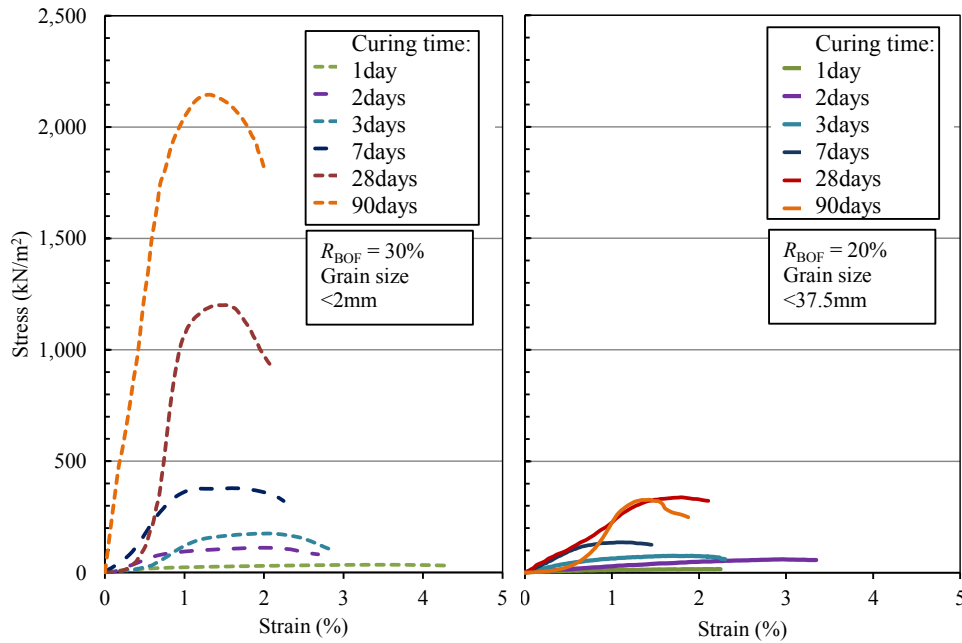 2,500
2,000
1,500
1,000
500
0
Stress (kN/m²)
Curing time:
1day
2days
3days
7days
28days
90days
R_BOF = 30%
Grain size
<2mm
0 1 2 3 4 5
Strain (%)
Curing time:
1day
2days
3days
7days
28days
90days
R_BOF = 20%
Grain size
<37.5mm
0 1 2 3 4 5
Strain (%)